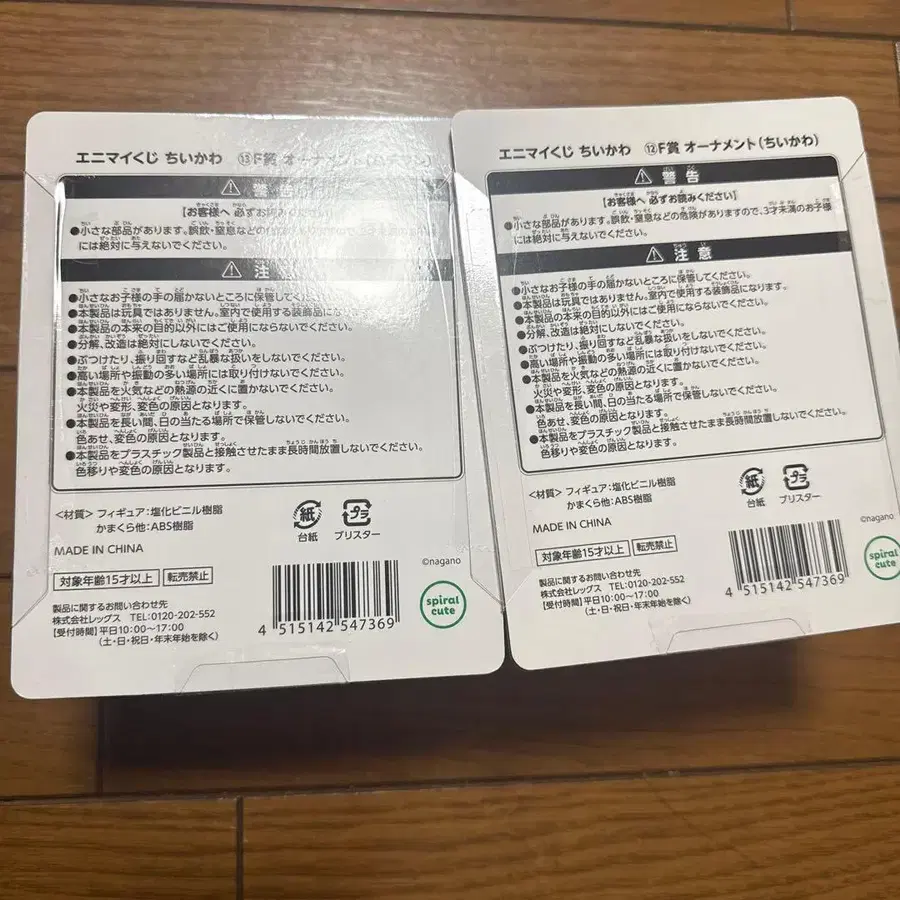 エニマイくじ ちいかわ ⑬F賞 オーナメント
⚠ 警告
【お客様へ 必ずお読みください】
●小さな部品があります。誤飲・窒息など
には絶対に与えないでください。
⚠ 注意
●小さなお子様の手の届かないところに保管してく
●本製品は玩具ではありません。室内で使用する装飾品に
●本製品の本来の目的以外にはご使用にならないでください。
●分解、改造は絶対にしないでください。
●ぶつけたり、振り回すなど乱暴な扱いをしないでください。
●高い場所や振動の多い場所には取り付けないでください。
●本製品を火気などの熱源の近くに置かないでください。
火災や変形、変色の原因となります。
●本製品を長い間、日の当たる場所で保管しないでください。
色あせ、変色の原因となります。
●本製品をプラスチック製品と接触させたまま長時間放置しないでください。
色移りや変色の原因となります。
<材質> フィギュア:塩化ビニル樹脂
かまくら他:ABS樹脂
紙
台紙
プラ
ブリスター
MADE IN CHINA
©nagano
対象年齢15才以上
転売禁止
製品に関するお問い合わせ先
株式会社レッグス TEL:0120-202-552
【受付時間】平日10:00〜17:00
(土・日・祝日・年末年始を除く)
4 515142 547369
spiral
cute
エニマイくじ ちいかわ ⑫F賞 オーナメント(ちいかわ)
⚠ 警告
【お客様へ 必ずお読みください】
●小さな部品があります。誤飲・窒息などの危険がありますので、3才未満のお子様
には絶対に与えないでください。
⚠ 注意
●小さなお子様の手の届かないところに保管してください。
●本製品は玩具ではありません。室内で使用する装飾品になります。
●本製品の本来の目的以外にはご使用にならないでください。
●分解、改造は絶対にしないでください。
●ぶつけたり、振り回すなど乱暴な扱いをしないでください。
●高い場所や振動の多い場所には取り付けないでください。
●本製品を火気などの熱源の近くに置かないでください。
火災や変形、変色の原因となります。
●本製品を長い間、日の当たる場所で保管しないでください。
色あせ、変色の原因となります。
●本製品をプラスチック製品と接触させたまま長時間放置しないでください。
色移りや変色の原因となります。
<材質> フィギュア:塩化ビニル樹脂
かまくら他:ABS樹脂
紙
台紙
プラ
ブリスター
MADE IN CHINA
©nagano
対象年齢15才以上
転売禁止
製品に関するお問い合わせ先
株式会社レッグス TEL:0120-202-552
【受付時間】平日10:00〜17:00
(土・日・祝日・年末年始を除く)
4 515142 547369
spiral
cute